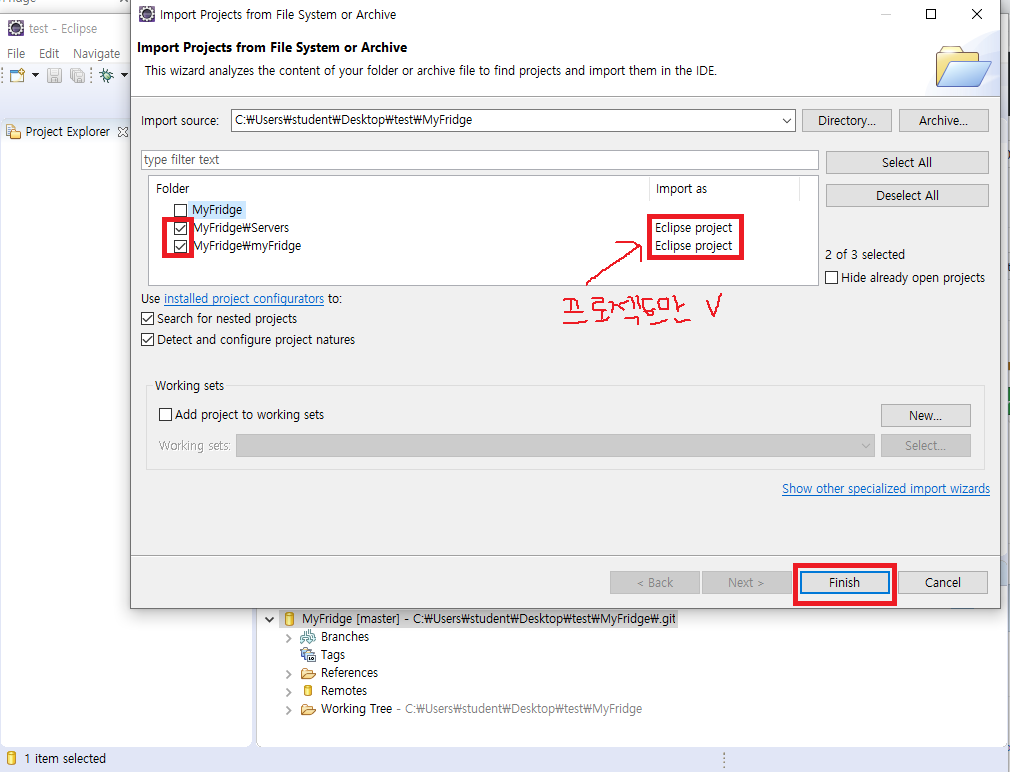 Import Projects from File System or Archive
test - Eclipse
File Edit Navigate
Import Projects from File System or Archive
This wizard analyzes the content of your folder or archive file to find projects and import them in the IDE.
Project Explorer
Import source: C:₩Users₩student₩Desktop₩test₩MyFridge Directory... Archive...
type filter text
Select All
Folder Import as
Deselect All
MyFridge
MyFridge₩Servers Eclipse project
MyFridge₩myFridge Eclipse project
2 of 3 selected
Hide already open projects
Use installed project configurators to:
프로젝트만 V
Search for nested projects
Detect and configure project natures
Working sets
Add project to working sets New...
Working sets: Select...
Show other specialized import wizards
< Back Next > Finish Cancel
MyFridge [master] - C:₩Users₩student₩Desktop₩test₩MyFridge₩.git
Branches
Tags
References
Remotes
Working Tree - C:₩Users₩student₩Desktop₩test₩MyFridge
1 item selected